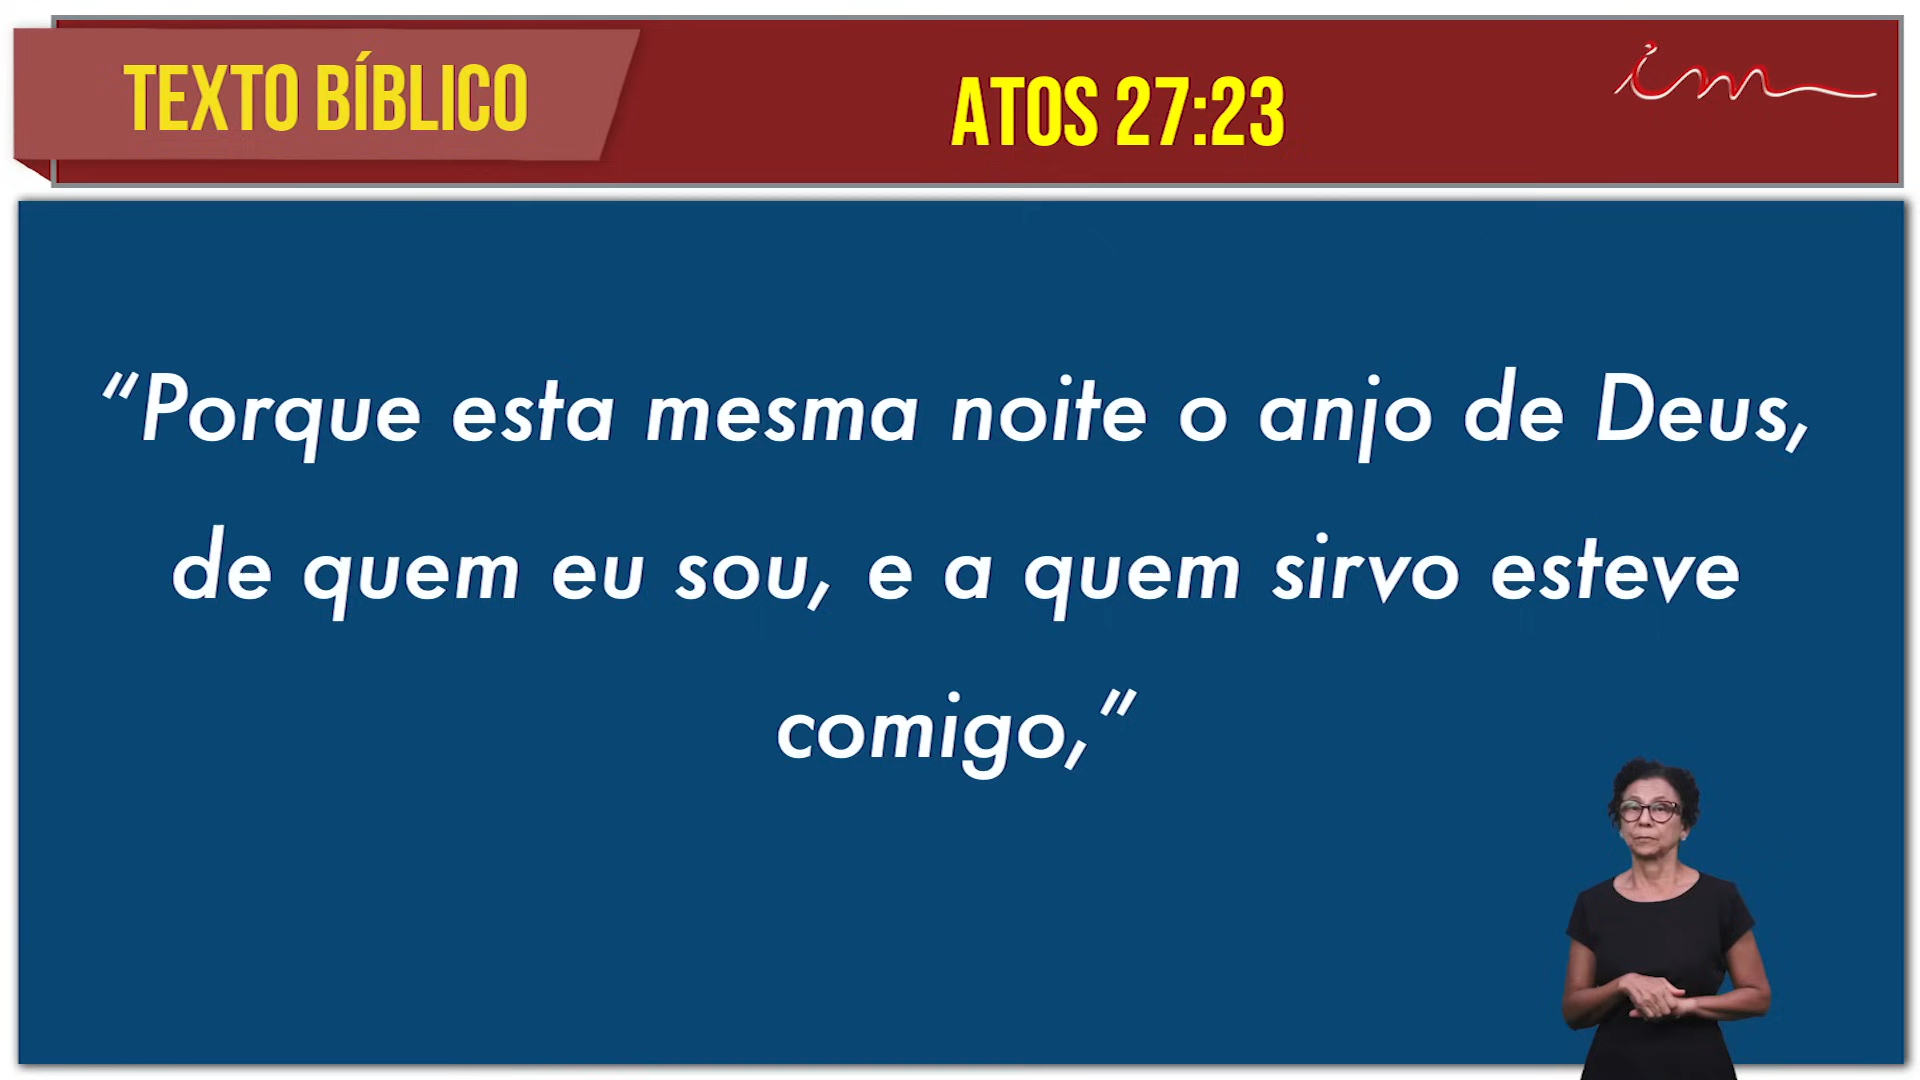 TEXTO BÍBLICO
ATOS 27:23
im
“Porque esta mesma noite o anjo de Deus,
de quem eu sou, e a quem sirvo esteve
comigo,”